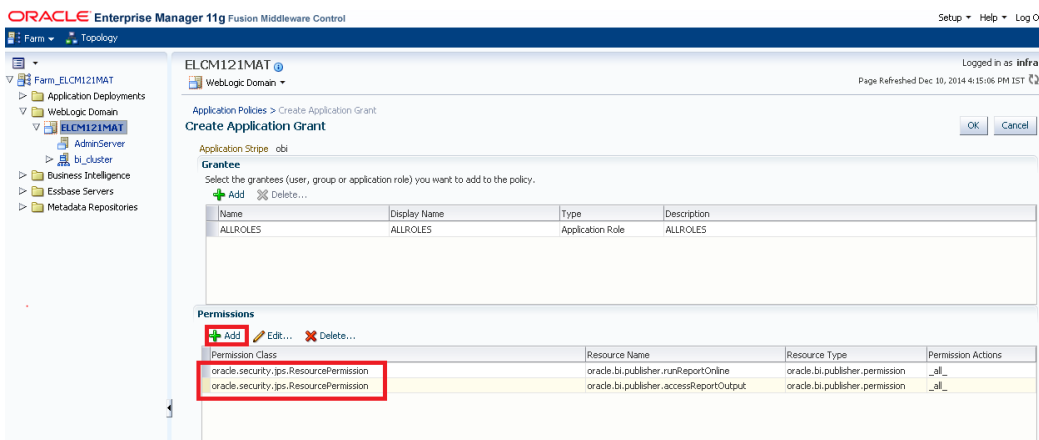 ORACLE Enterprise Manager 11g Fusion Middleware Control
Setup Help Log O
Farm Topology
Farm_ELCM121MAT
Application Deployments
WebLogic Domain
ELCM121MAT
AdminServer
bi_cluster
Business Intelligence
Essbase Servers
Metadata Repositories
ELCM121MAT
Logged in as infra
WebLogic Domain
Page Refreshed Dec 10, 2014 4:15:06 PM IST
Application Policies > Create Application Grant
Create Application Grant
OK Cancel
Application Stripe obi
Grantee
Select the grantees (user, group or application role) you want to add to the policy.
Add Delete...
Name Display Name Type Description
ALLROLES ALLROLES Application Role ALLROLES
Permissions
Add Edit... Delete...
Permission Class Resource Name Resource Type Permission Actions
oracle.security.jps.ResourcePermission oracle.bi.publisher.runReportOnline oracle.bi.publisher.permission _all_
oracle.security.jps.ResourcePermission oracle.bi.publisher.accessReportOutput oracle.bi.publisher.permission _all_